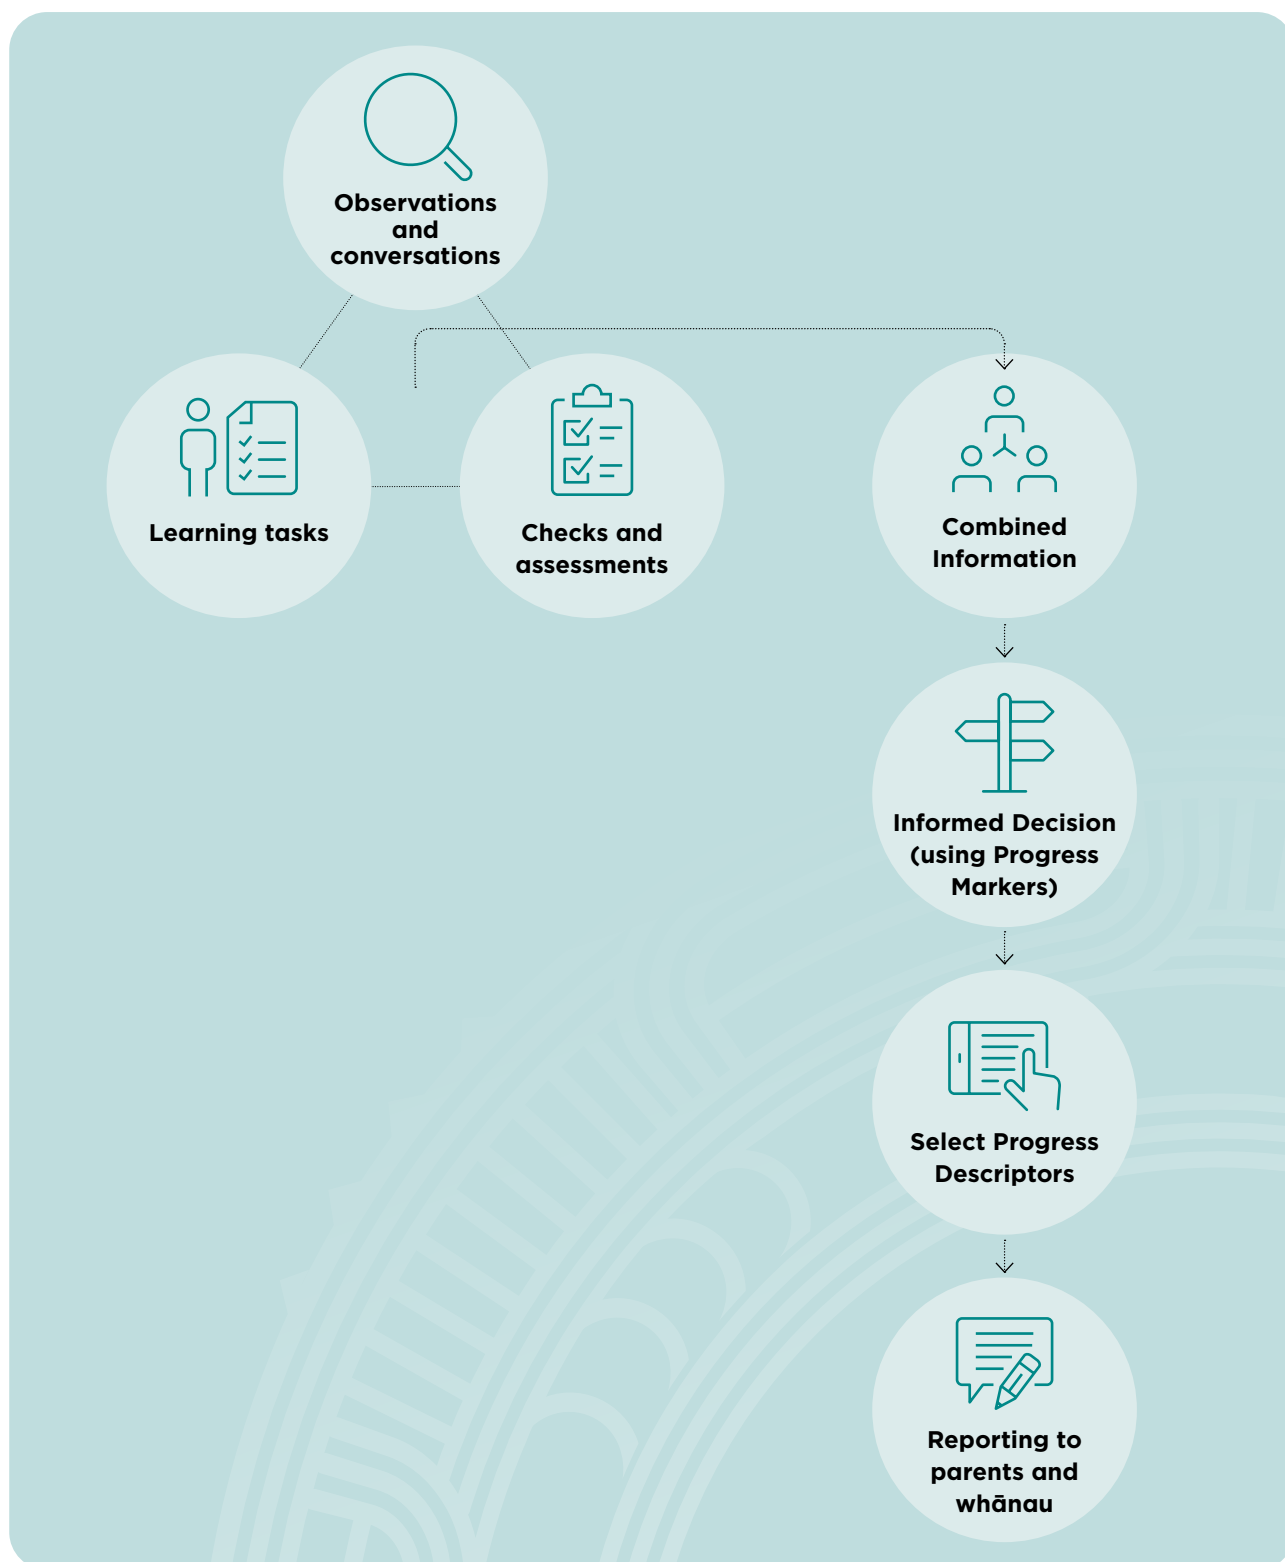 Observations
and
conversations
Learning tasks
Checks and
assessments
Combined
Information
Informed Decision
(using Progress
Markers)
Select Progress
Descriptors
Reporting to
parents and
whānau